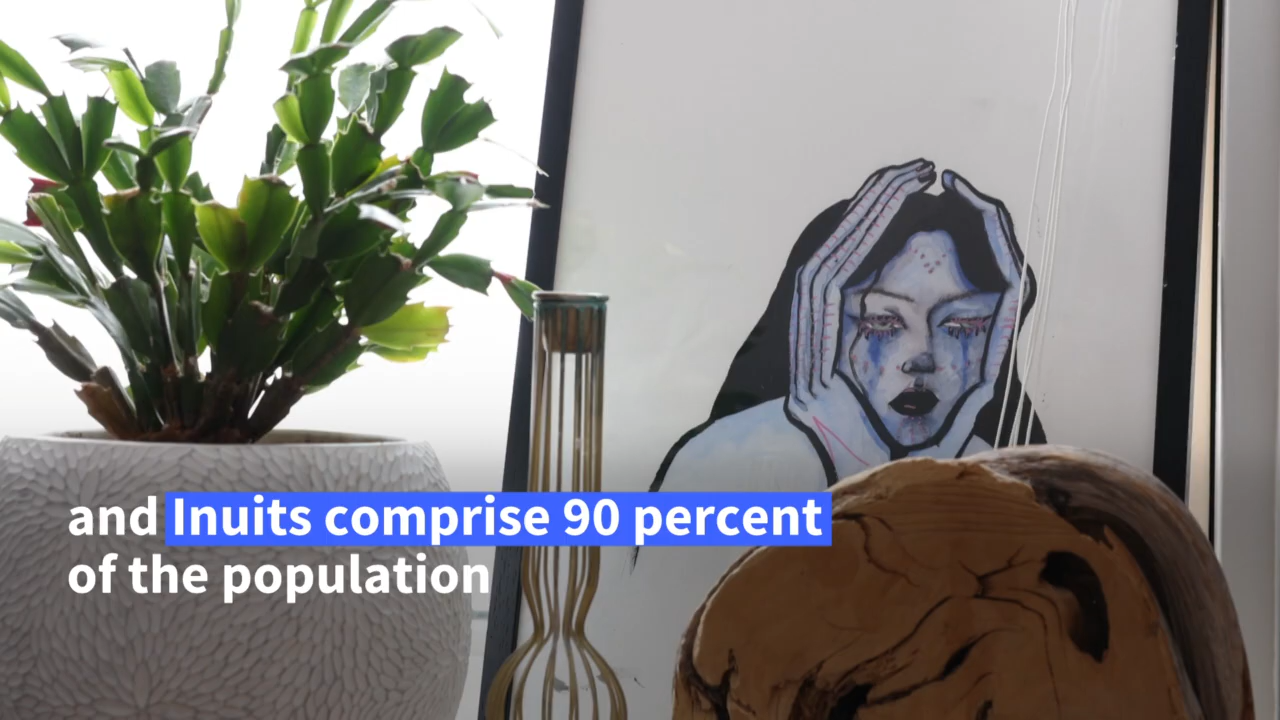 and Inuits comprise 90 percent
of the population